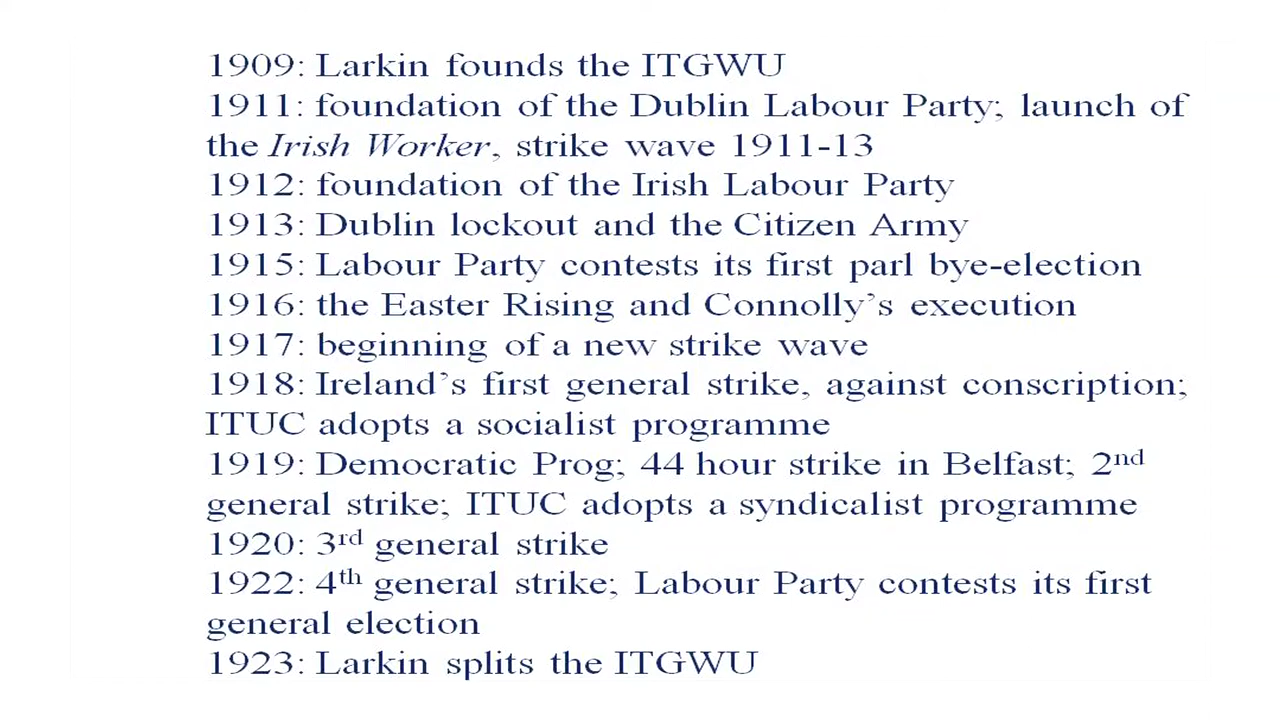 1909: Larkin founds the ITGWU
1911: foundation of the Dublin Labour Party; launch of
the Irish Worker, strike wave 1911-13
1912: foundation of the Irish Labour Party
1913: Dublin lockout and the Citizen Army
1915: Labour Party contests its first parl bye-election
1916: the Easter Rising and Connolly’s execution
1917: beginning of a new strike wave
1918: Ireland’s first general strike, against conscription;
ITUC adopts a socialist programme
1919: Democratic Prog; 44 hour strike in Belfast; 2nd
general strike; ITUC adopts a syndicalist programme
1920: 3rd general strike
1922: 4th general strike; Labour Party contests its first
general election
1923: Larkin splits the ITGWU